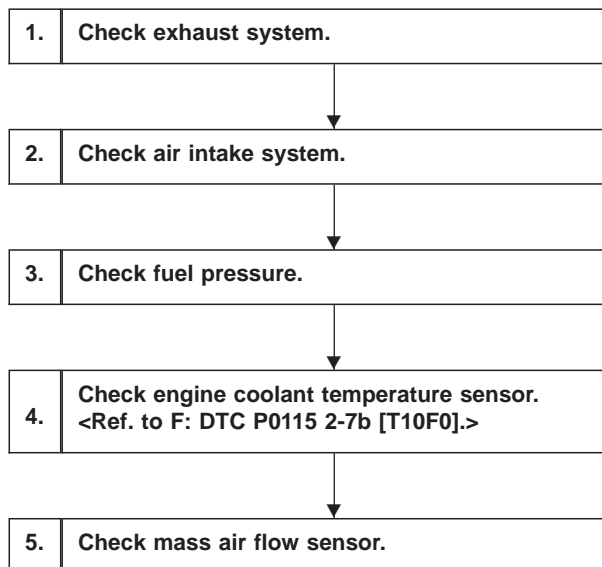 1. Check exhaust system.
2. Check air intake system.
3. Check fuel pressure.
4. Check engine coolant temperature sensor.
<Ref. to F: DTC P0115 2-7b [T10F0].>
5. Check mass air flow sensor.